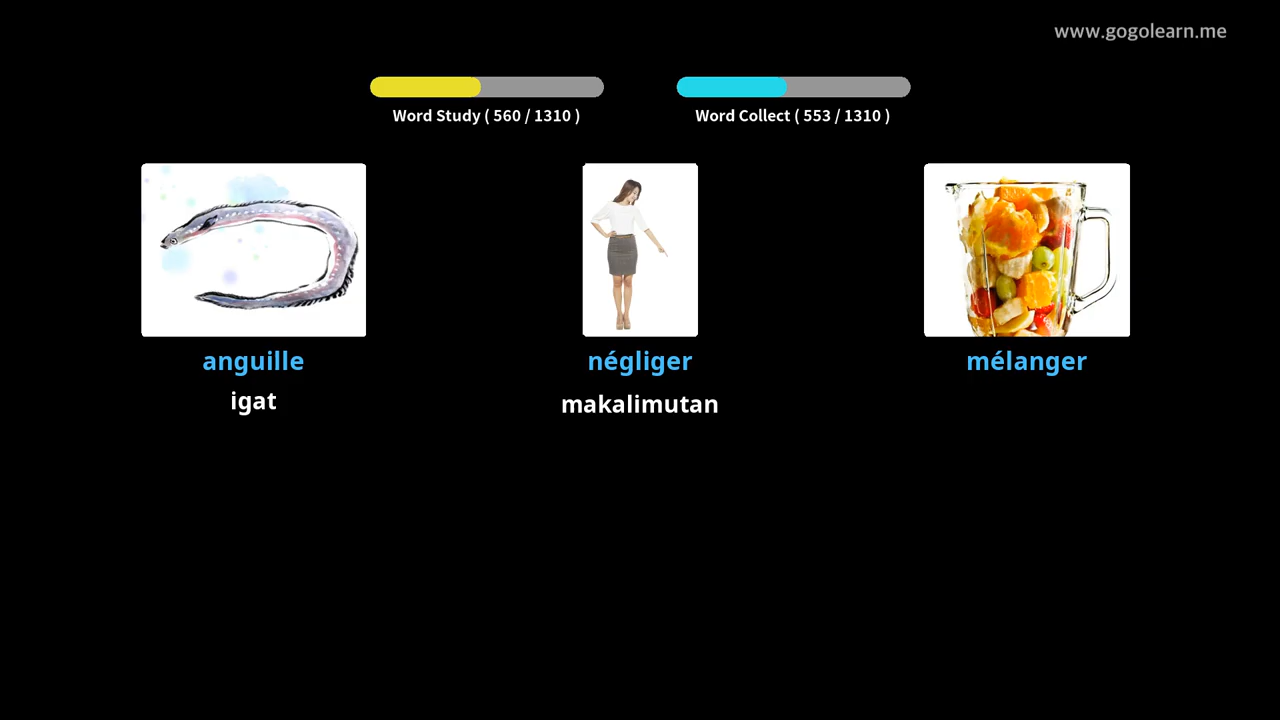 www.gogolearn.me
Word Study ( 560 / 1310 )
Word Collect ( 553 / 1310 )
anguille
négliger
mélanger
igat
makalimutan